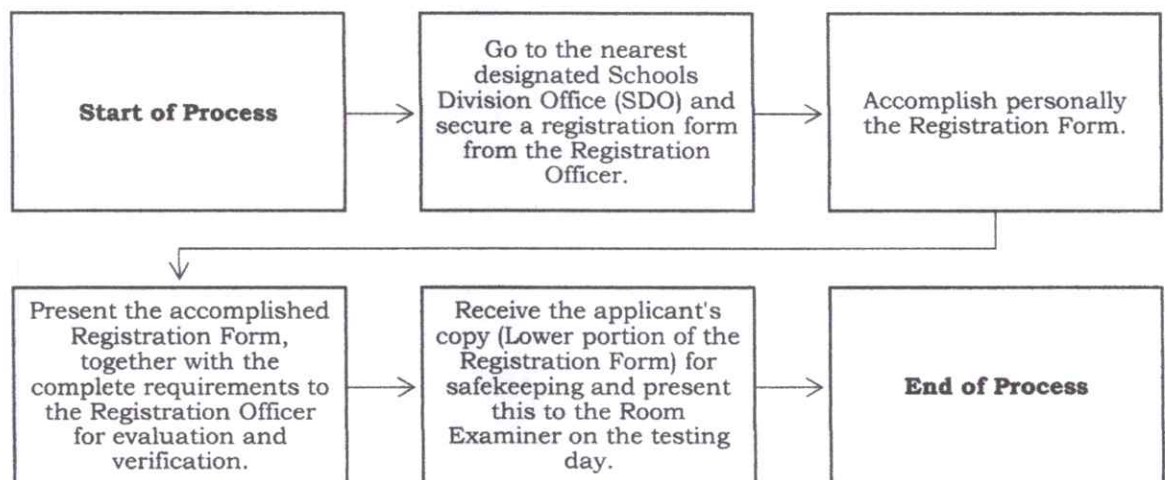 Start of Process
Go to the nearest
designated Schools
Division Office (SDO) and
secure a registration form
from the Registration
Officer.
Accomplish personally
the Registration Form.
Present the accomplished
Registration Form,
together with the
complete requirements to
the Registration Officer
for evaluation and
verification.
Receive the applicant's
copy (Lower portion of the
Registration Form) for
safekeeping and present
this to the Room
Examiner on the testing
day.
End of Process